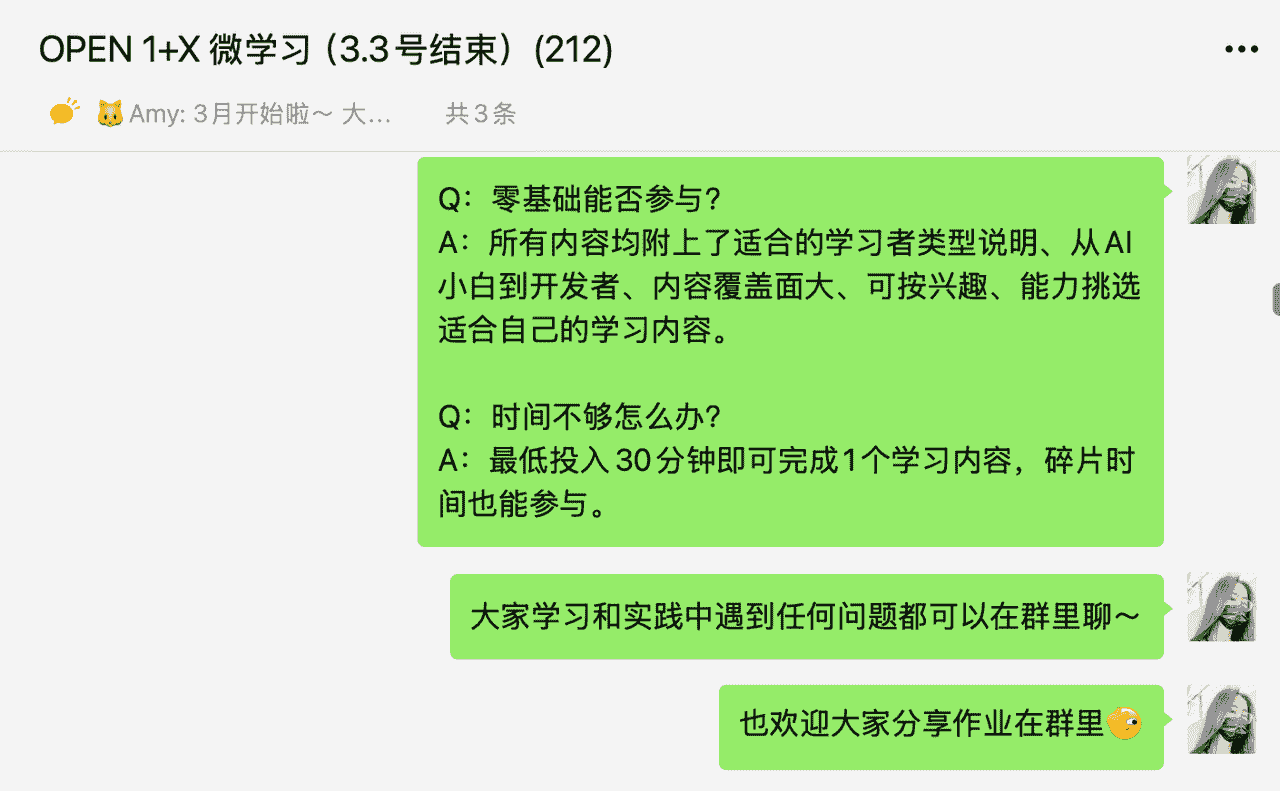 OPEN 1+X 微学习（3.3号结束）(212)
Amy: 3月开始啦～ 大... 共3条
Q：零基础能否参与？
A：所有内容均附上了适合的学习者类型说明、从AI
小白到开发者、内容覆盖面大、可按兴趣、能力挑选
适合自己的学习内容。
Q：时间不够怎么办？
A：最低投入30分钟即可完成1个学习内容，碎片时
间也能参与。
大家学习和实践中遇到任何问题都可以在群里聊～
也欢迎大家分享作业在群里